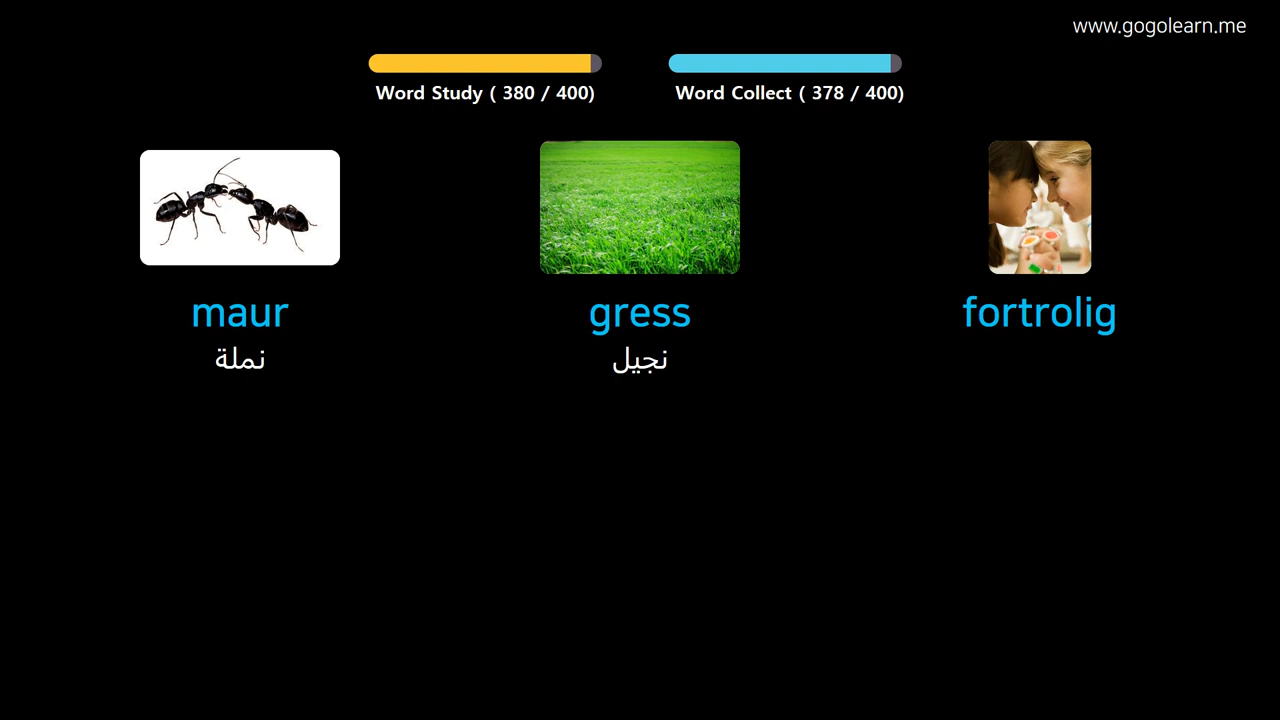 www.gogolearn.me
Word Study ( 380 / 400)
Word Collect ( 378 / 400)
maur
gress
fortrolig
نملة
نجيل